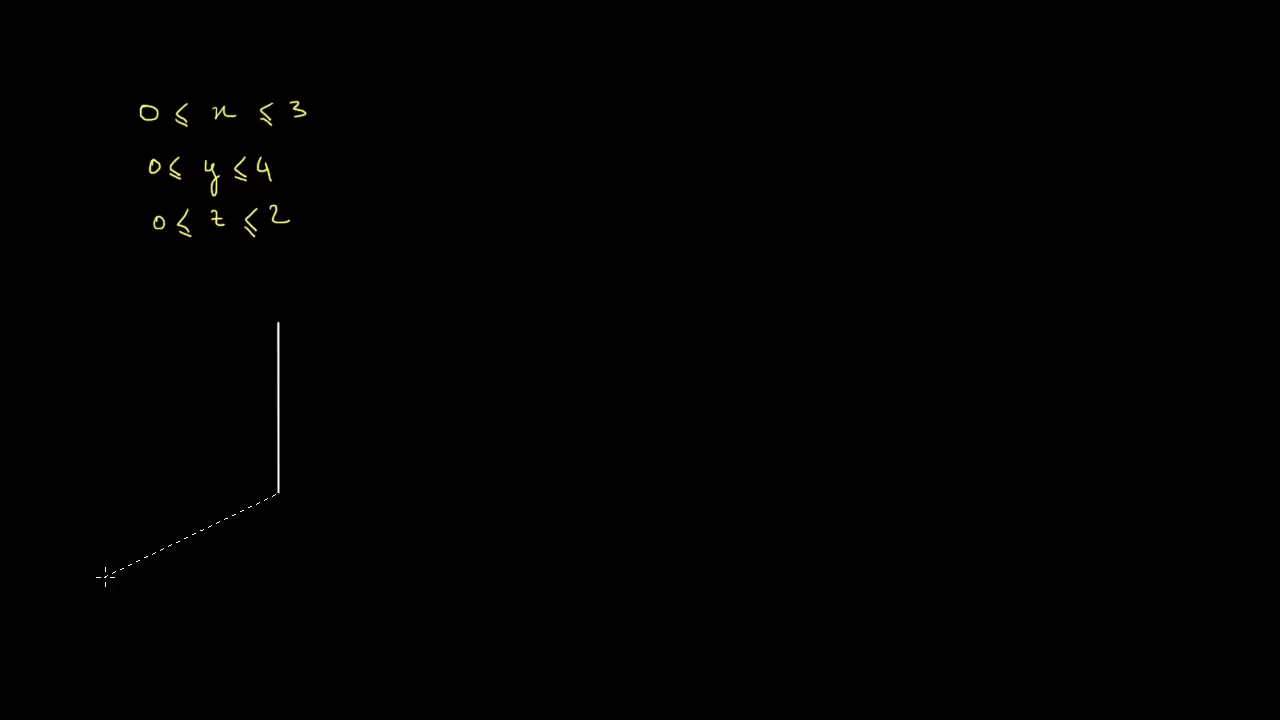 0 ≤ x ≤ 3
0 ≤ y ≤ 4
0 ≤ z ≤ 2